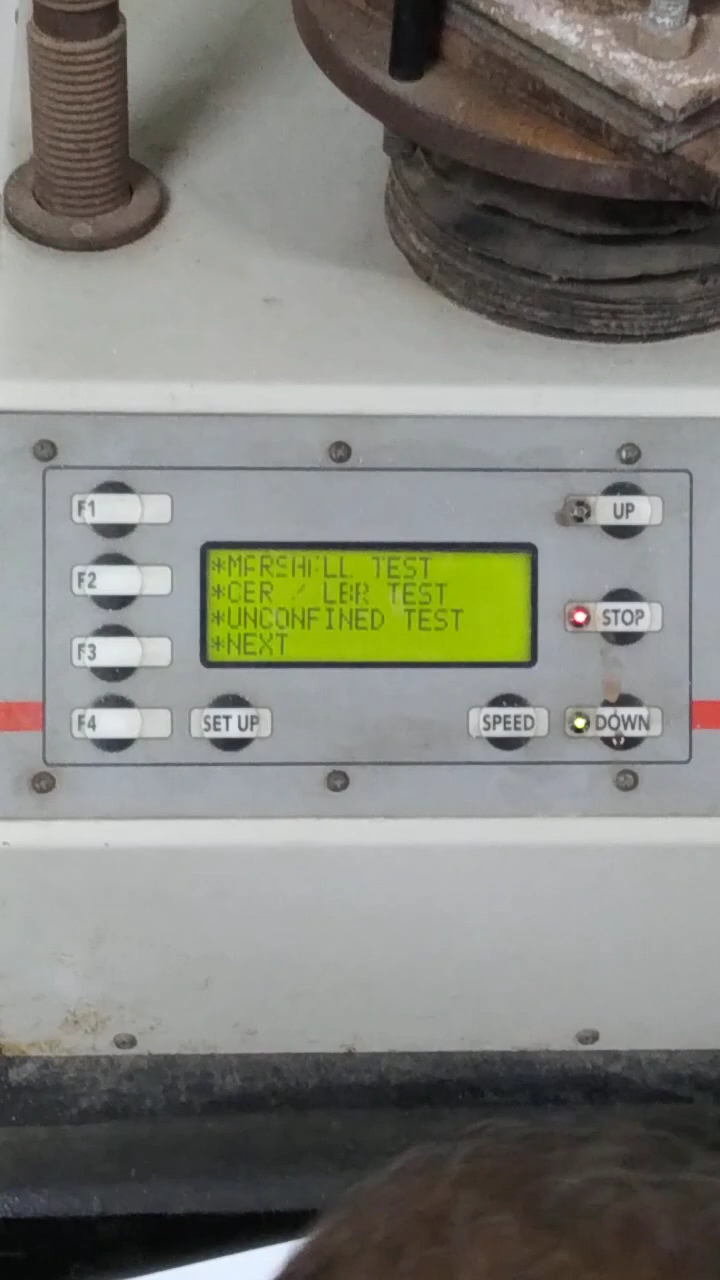 F1
UP
F2
*MARSHALL TEST
*CBR / LBR TEST
*UNCONFINED TEST
*NEXT
STOP
F3
F4
SET UP
SPEED
DOWN